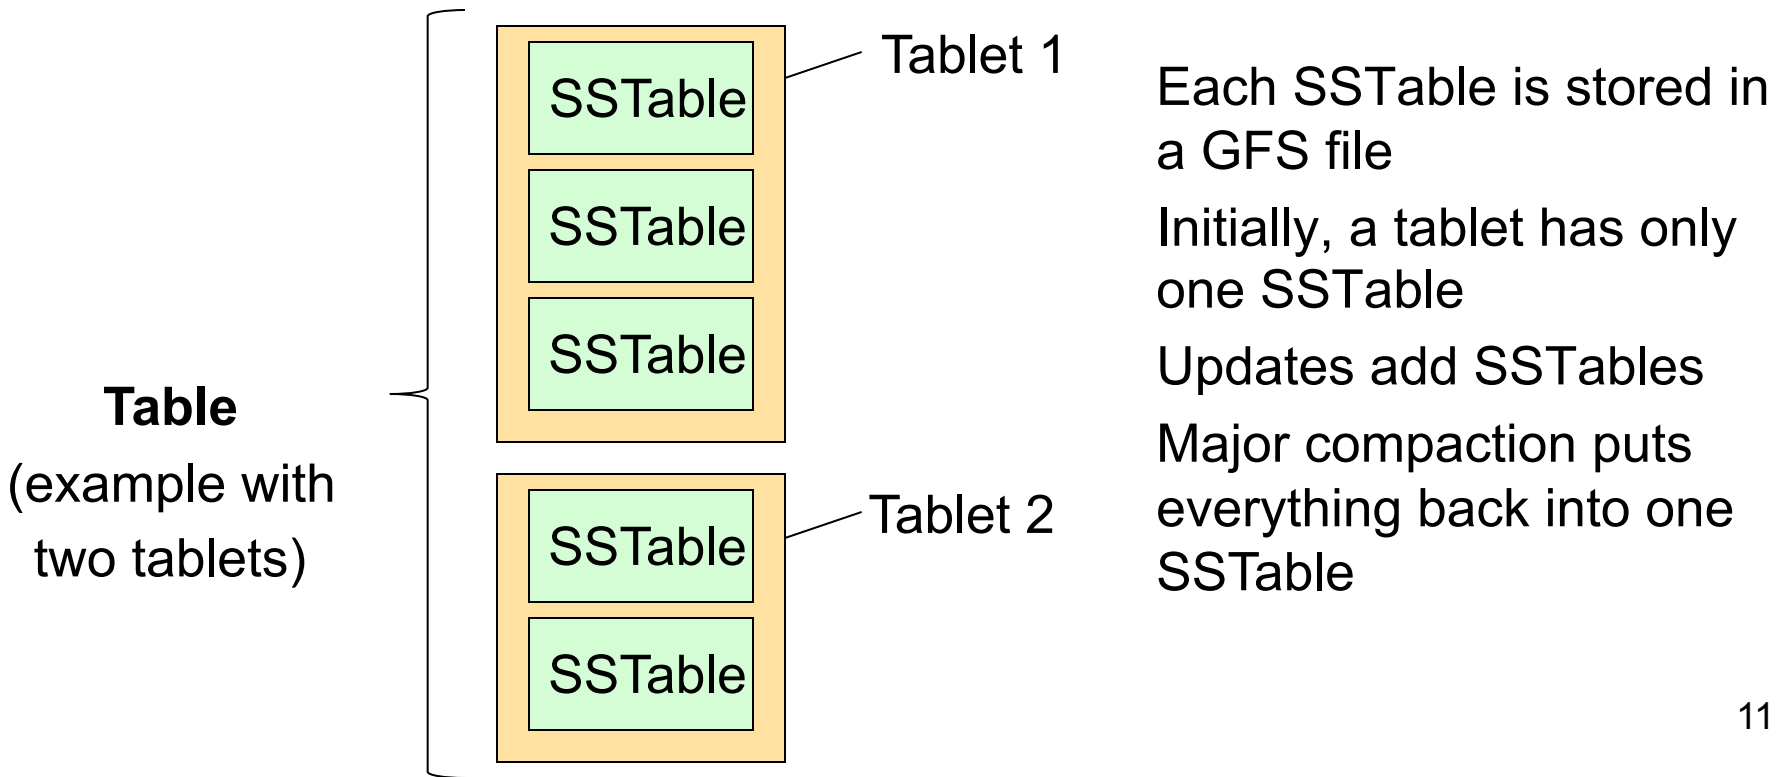 Table
(example with
two tablets)
SSTable
SSTable
SSTable
Tablet 1
SSTable
SSTable
Tablet 2
Each SSTable is stored in
a GFS file
Initially, a tablet has only
one SSTable
Updates add SSTables
Major compaction puts
everything back into one
SSTable
11